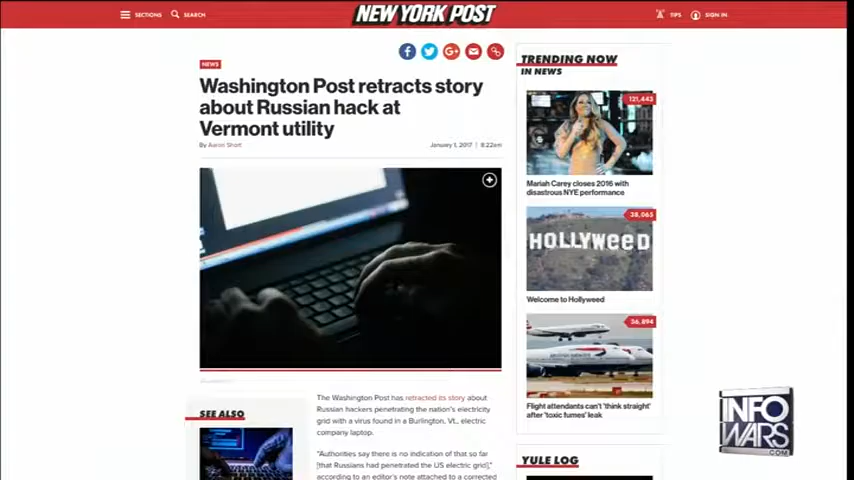 SECTIONS
SEARCH
NEW YORK POST
TIPS
SIGN IN
NEWS
Washington Post retracts story
about Russian hack at
Vermont utility
By Aaron Short
January 1, 2017 | 8:22am
The Washington Post has retracted its story about
Russian hackers penetrating the nation's electricity
grid with a virus found in a Burlington, Vt., electric
company laptop.
"Authorities say there is no indication of that so far
[that Russians had penetrated the US electric grid],"
according to an editor's note attached to a corrected
SEE ALSO
TRENDING NOW
IN NEWS
121,443
Mariah Carey closes 2016 with
disastrous NYE performance
38,065
HOLLYWeeD
Welcome to Hollyweed
36,894
Flight attendants can't 'think straight'
after 'toxic fumes' leak
YULE LOG
INFO
WARS
.COM